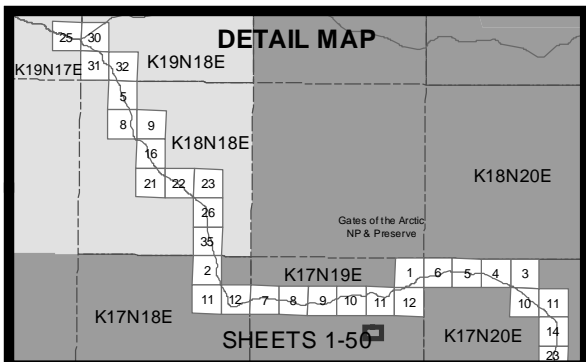 DETAIL MAP
25 30
K19N17E 31 32 K19N18E
5
8 9 K18N18E
16
21 22 23 K18N20E
26
Gates of the Arctic
NP & Preserve
35
2 K17N19E 1 6 5 4 3
11 12 7 8 9 10 11 12 10 11
K17N18E
SHEETS 1-50 K17N20E 14
23